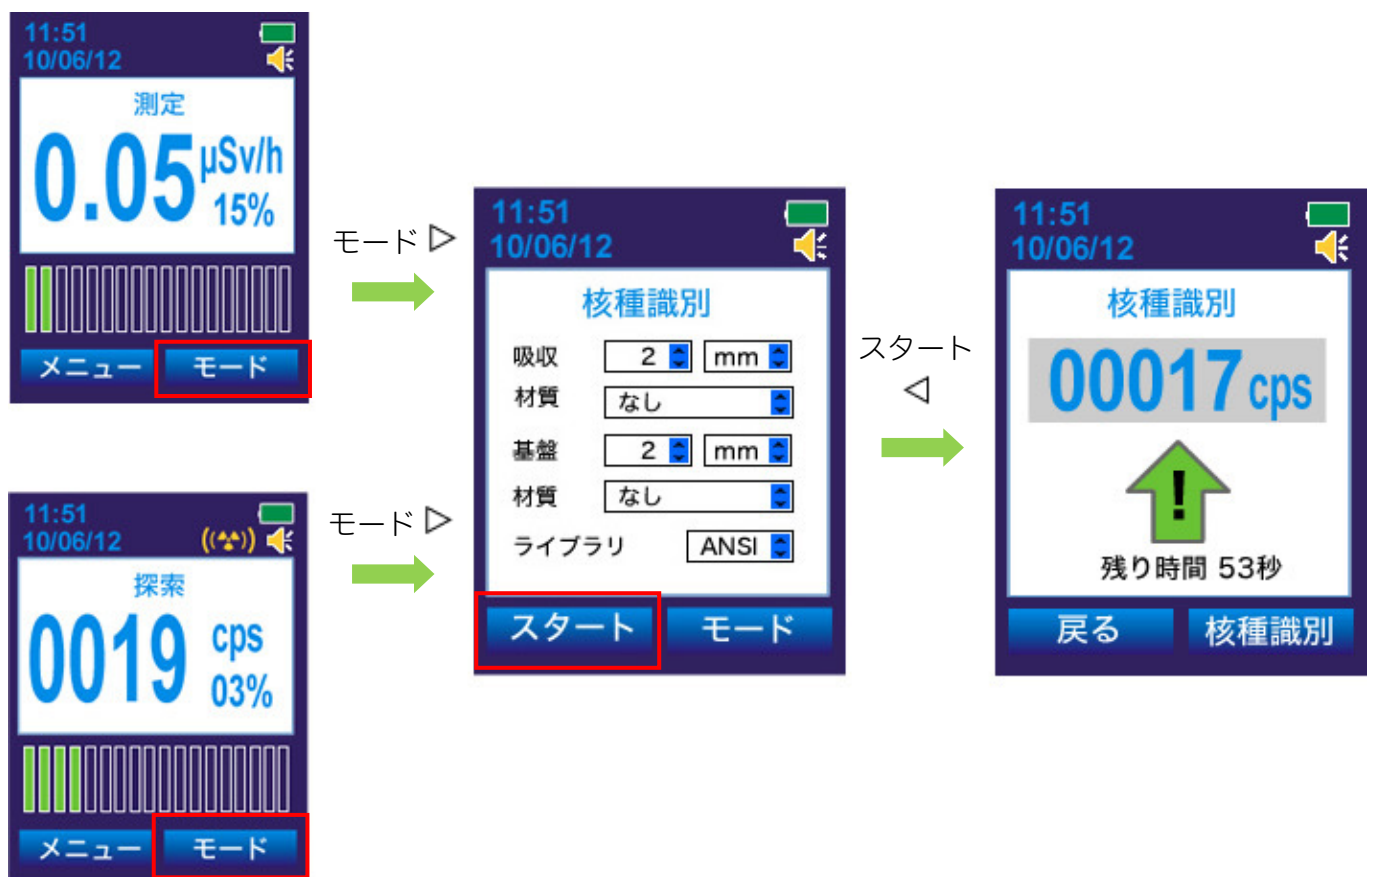 11:51
10/06/12
測定
0.05 μSv/h
15%
メニュー モード
モード ▷
11:51
10/06/12
探索
0019 cps
03%
メニュー モード
モード ▷
11:51
10/06/12
核種識別
吸収 2 mm
材質 なし
基盤 2 mm
材質 なし
ライブラリ ANSI
スタート モード
スタート
◁
11:51
10/06/12
核種識別
00017 cps
!
残り時間 53秒
戻る 核種識別